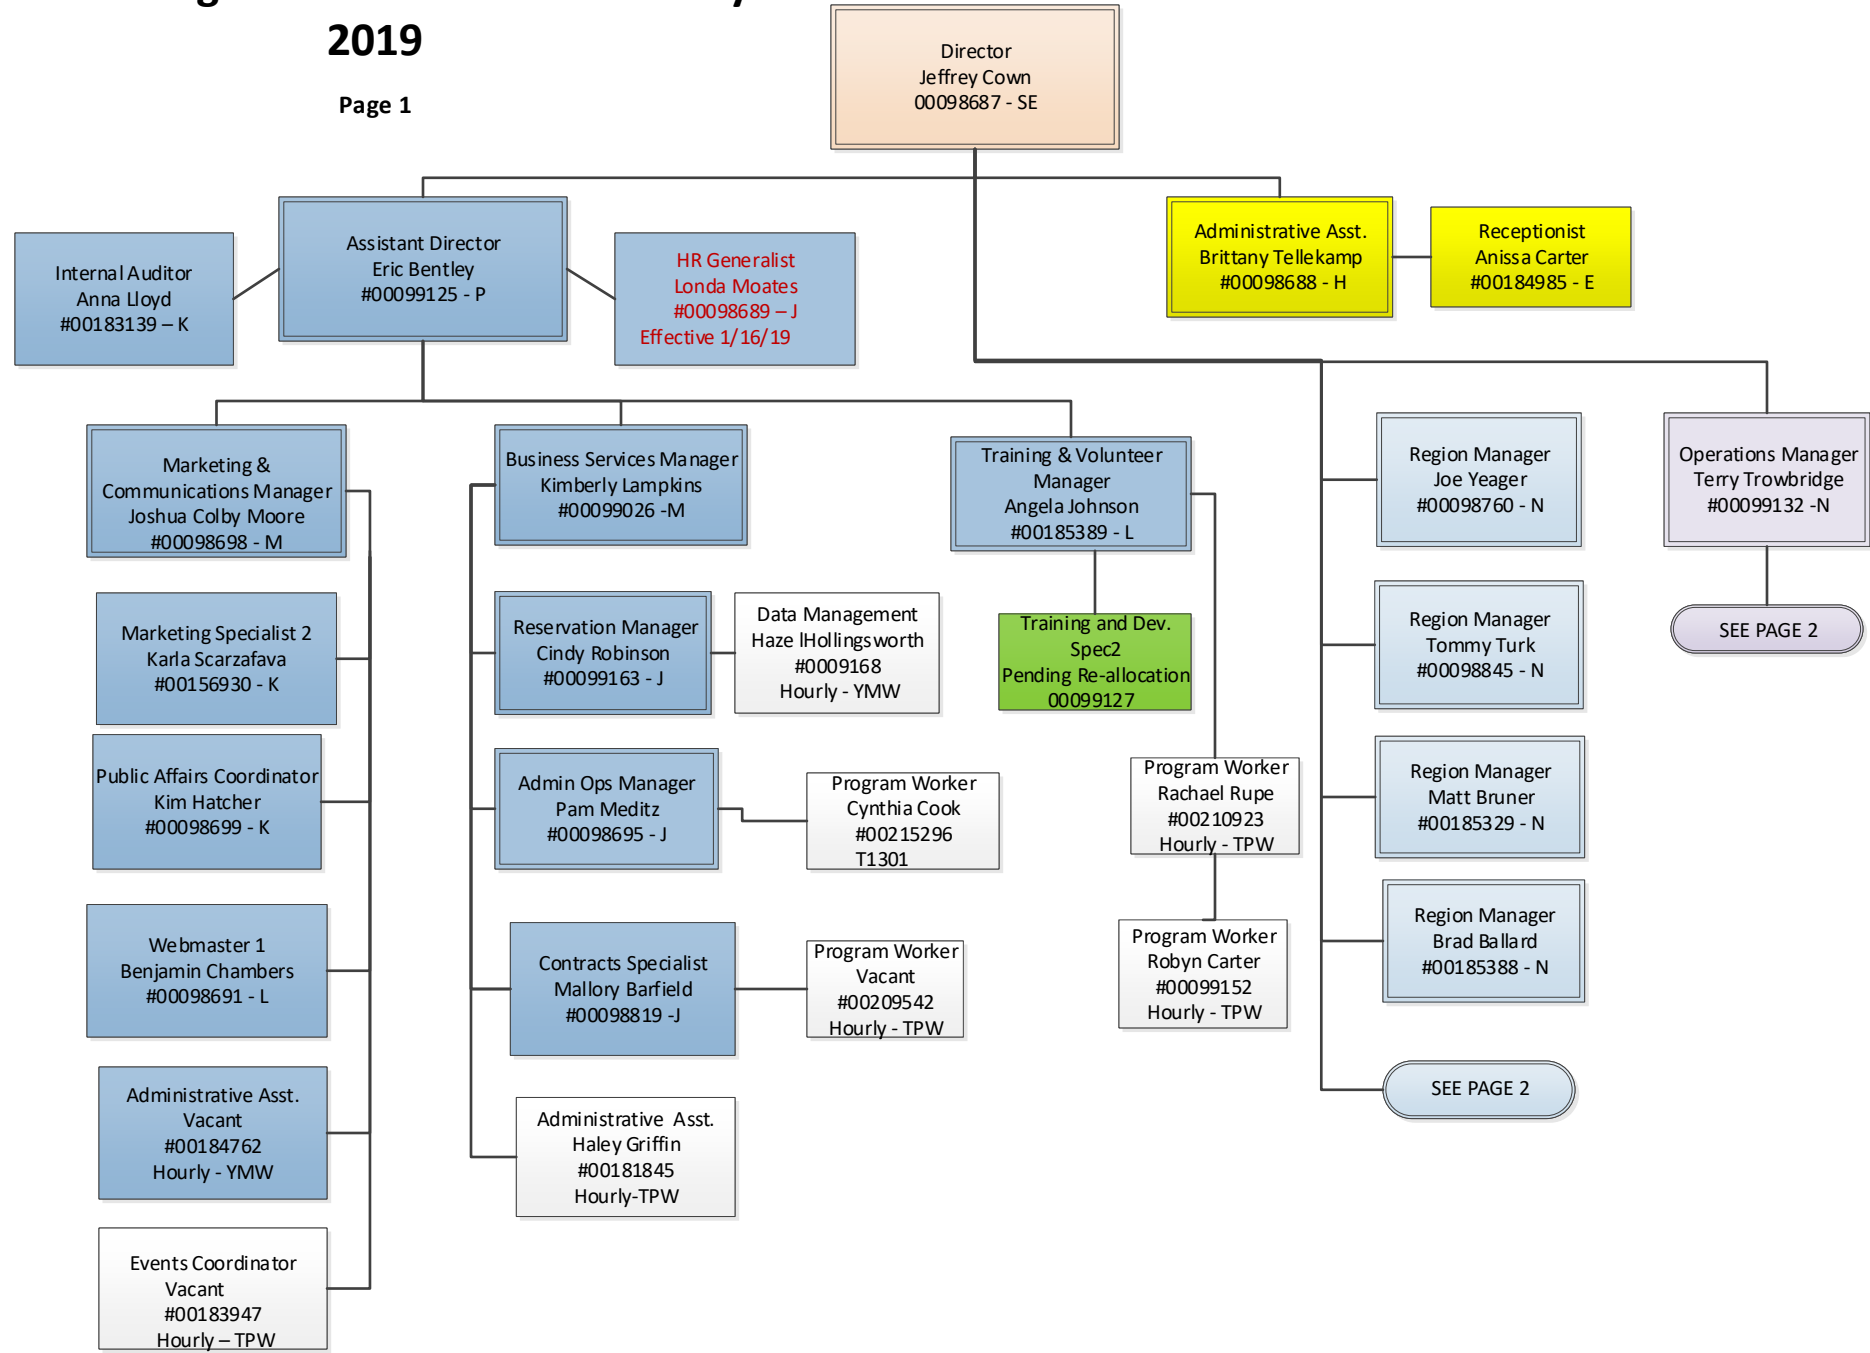 2019
Page 1
Director
Jeffrey Cown
00098687 - SE
Internal Auditor
Anna Lloyd
#00183139 – K
Assistant Director
Eric Bentley
#00099125 - P
HR Generalist
Londa Moates
#00098689 – J
Effective 1/16/19
Administrative Asst.
Brittany Tellekamp
#00098688 - H
Receptionist
Anissa Carter
#00184985 - E
Marketing &
Communications Manager
Joshua Colby Moore
#00098698 - M
Business Services Manager
Kimberly Lampkins
#00099026 -M
Training & Volunteer
Manager
Angela Johnson
#00185389 - L
Region Manager
Joe Yeager
#00098760 - N
Operations Manager
Terry Trowbridge
#00099132 -N
Marketing Specialist 2
Karla Scarzafava
#00156930 - K
Reservation Manager
Cindy Robinson
#00099163 - J
Data Management
Haze lHollingsworth
#0009168
Hourly - YMW
Training and Dev.
Spec2
Pending Re-allocation
00099127
Region Manager
Tommy Turk
#00098845 - N
SEE PAGE 2
Public Affairs Coordinator
Kim Hatcher
#00098699 - K
Admin Ops Manager
Pam Meditz
#00098695 - J
Program Worker
Cynthia Cook
#00215296
T1301
Program Worker
Rachael Rupe
#00210923
Hourly - TPW
Region Manager
Matt Bruner
#00185329 - N
Webmaster 1
Benjamin Chambers
#00098691 - L
Contracts Specialist
Mallory Barfield
#00098819 -J
Program Worker
Vacant
#00209542
Hourly - TPW
Program Worker
Robyn Carter
#00099152
Hourly - TPW
Region Manager
Brad Ballard
#00185388 - N
Administrative Asst.
Vacant
#00184762
Hourly - YMW
Administrative  Asst.
Haley Griffin
#00181845
Hourly-TPW
SEE PAGE 2
Events Coordinator
Vacant
#00183947
Hourly – TPW